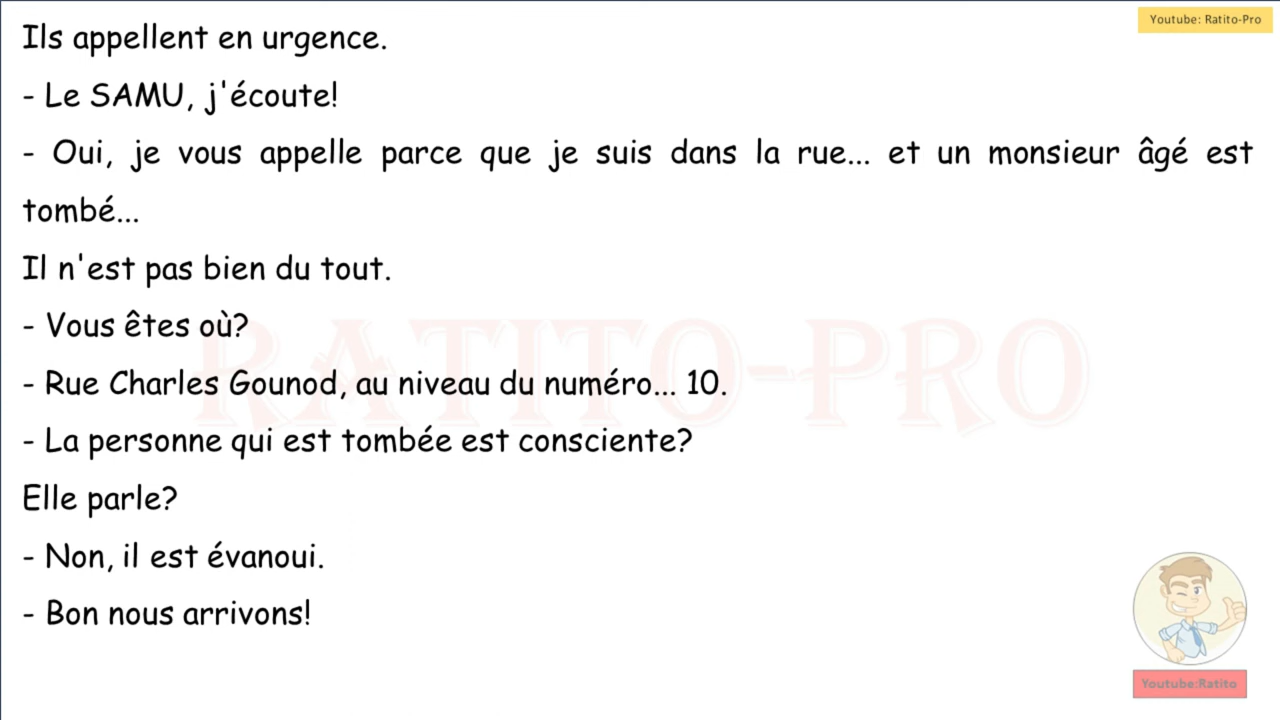 Youtube: Ratito-Pro
Ils appellent en urgence.
- Le SAMU, j'écoute!
- Oui, je vous appelle parce que je suis dans la rue... et un monsieur âgé est
tombé...
Il n'est pas bien du tout.
- Vous êtes où?
RATITO-PRO
- Rue Charles Gounod, au niveau du numéro... 10.
- La personne qui est tombée est consciente?
Elle parle?
- Non, il est évanoui.
- Bon nous arrivons!
Youtube:Ratito